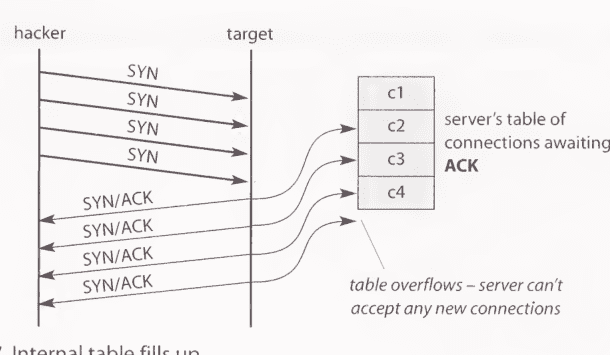 hacker
target
SYN
SYN
SYN
SYN
SYN/ACK
SYN/ACK
SYN/ACK
SYN/ACK
c1
c2
c3
c4
server's table of
connections awaiting
ACK
table overflows – server can't
accept any new connections
Internal table fills up